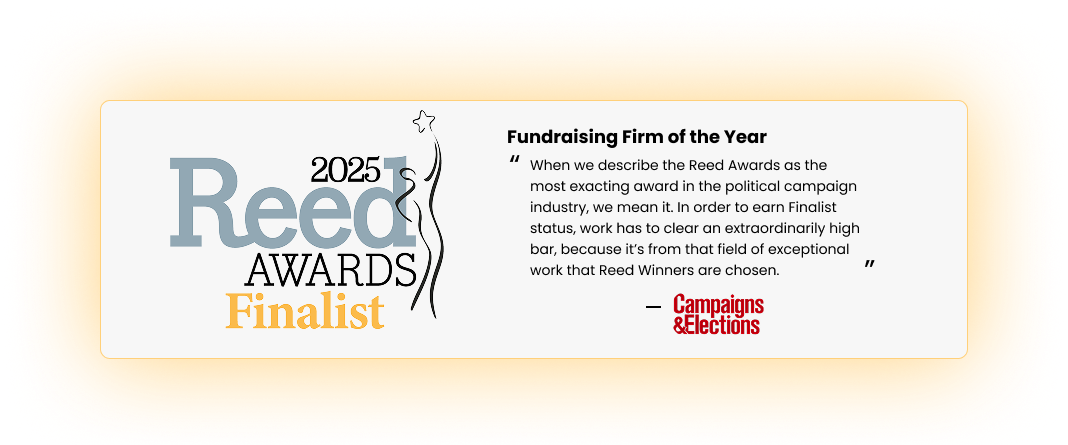 2025
Reed
AWARDS
Finalist
Fundraising Firm of the Year
“ When we describe the Reed Awards as the
most exacting award in the political campaign
industry, we mean it. In order to earn Finalist
status, work has to clear an extraordinarily high
bar, because it’s from that field of exceptional
work that Reed Winners are chosen. ”
— Campaigns
&Elections